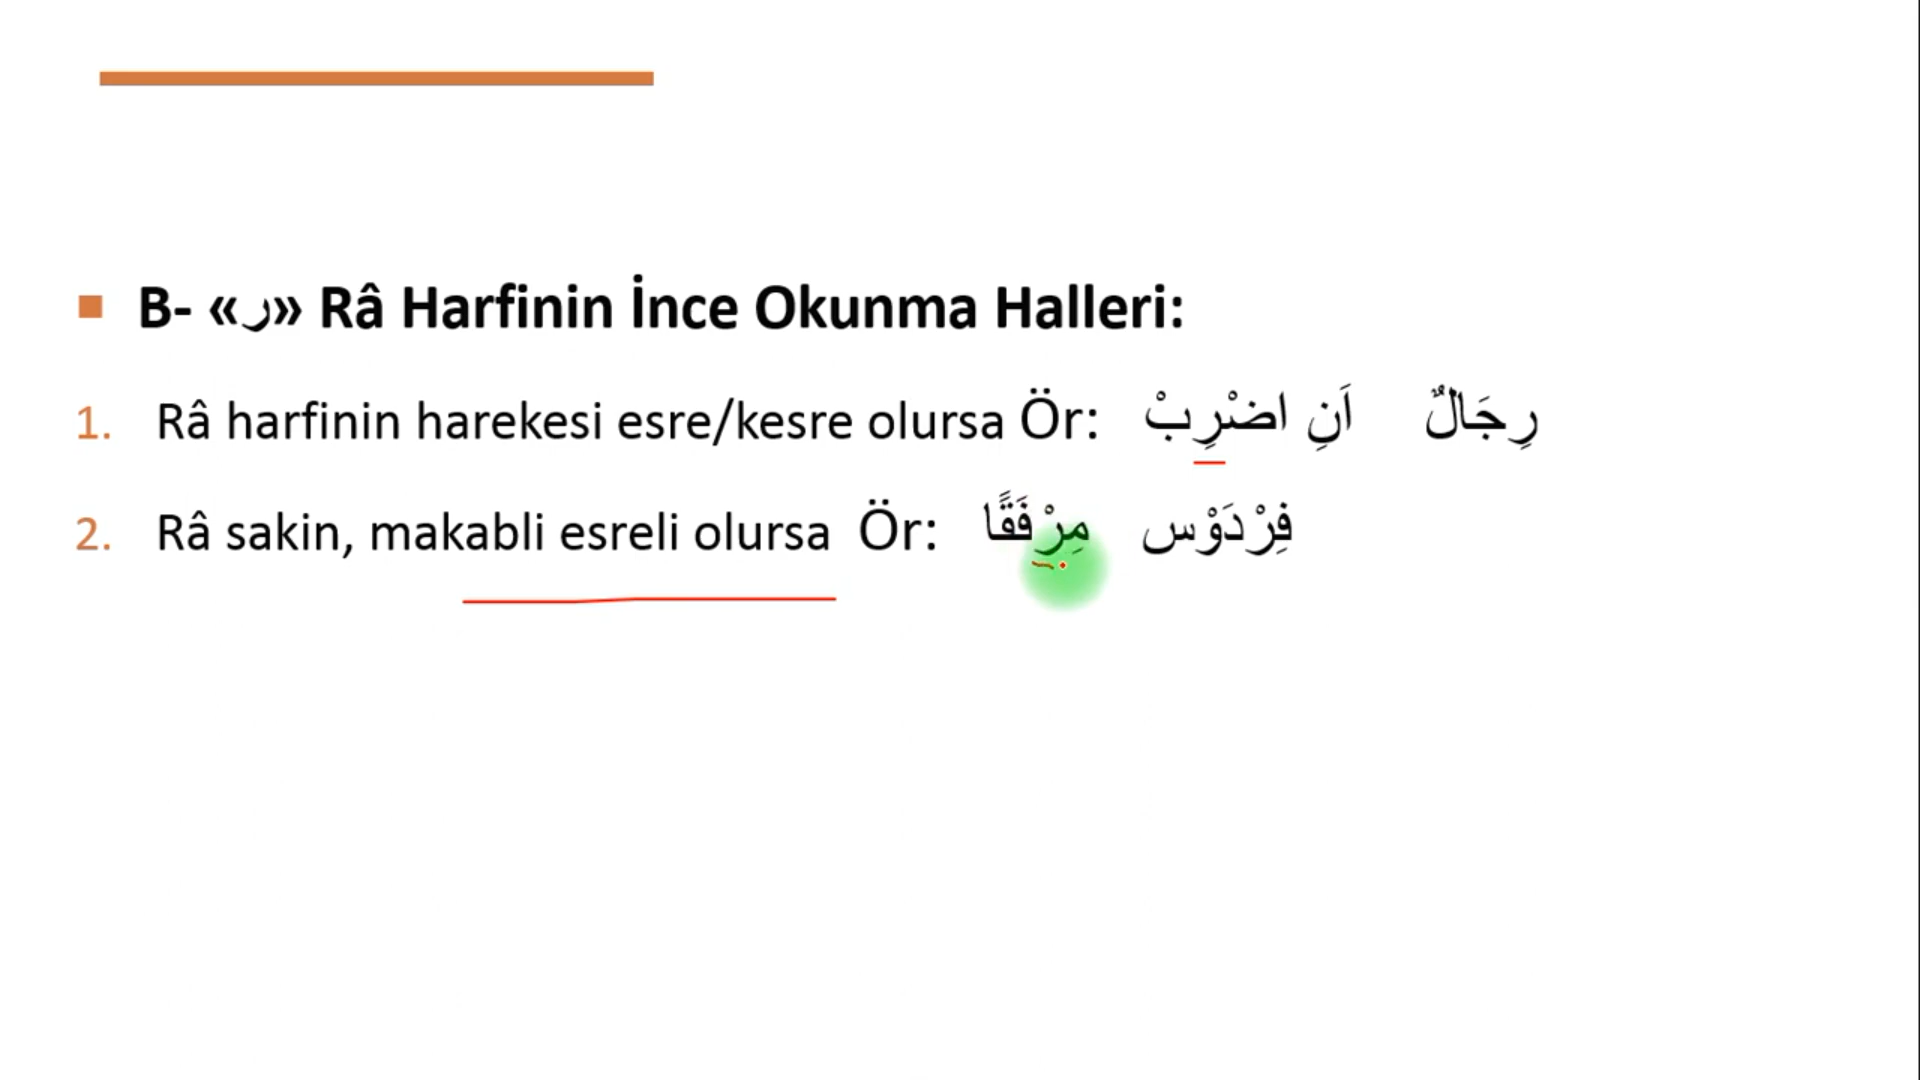 B- «ر» Râ Harfinin İnce Okunma Halleri:
1. Râ harfinin harekesi esre/kesre olursa Ör: رِجَالٌ اَنِ اضْرِبْ
2. Râ sakin, makabli esreli olursa Ör: فِرْدَوْس مِرْفَقًا